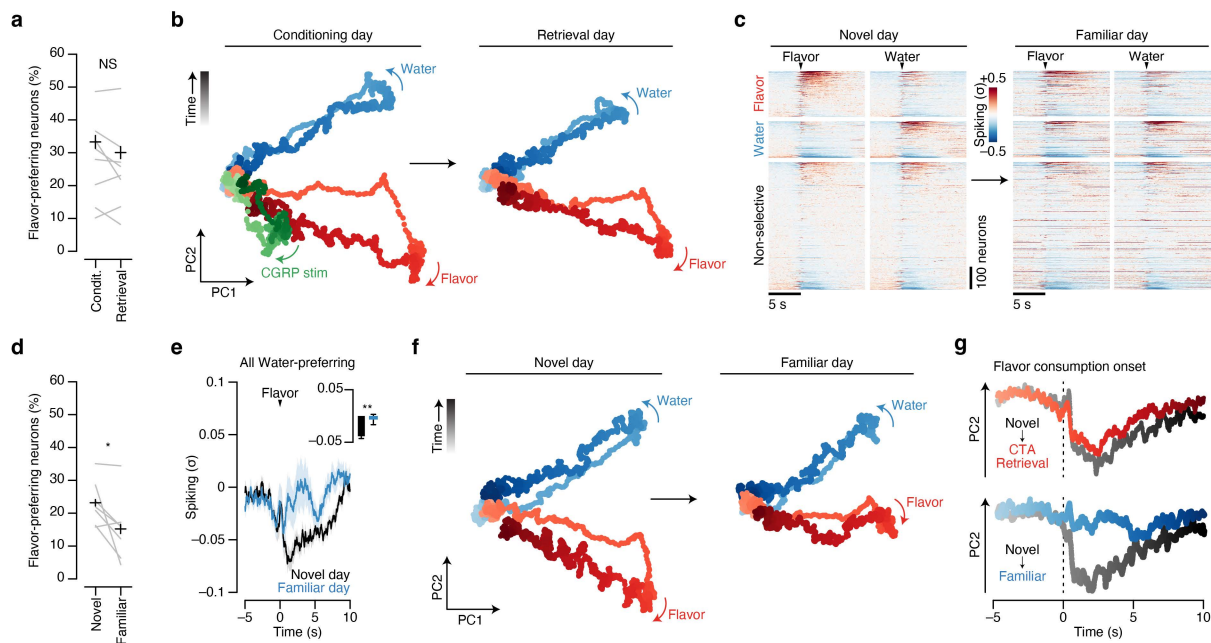 a
Flavor-preferring neurons (%)
60
50
40
30
20
10
0
NS
Condit.
Retrieval
b
Conditioning day
Retrieval day
Time
Water
Water
CGRP stim
Flavor
Flavor
PC2
PC1
c
Novel day
Familiar day
Flavor
Water
Flavor
Water
Flavor
Water
Non-selective
Spiking (σ)
+0.5
−0.5
100 neurons
5 s
5 s
d
Flavor-preferring neurons (%)
60
50
40
30
20
10
0
*
Novel
Familiar
e
All Water-preferring
Flavor
0.05
**
−0.05
Spiking (σ)
0.1
0.05
0
−0.05
−0.1
Novel day
Familiar day
−5
0
5
10
Time (s)
f
Novel day
Familiar day
Time
Water
Water
Flavor
Flavor
PC2
PC1
g
Flavor consumption onset
PC2
Novel
CTA
Retrieval
PC2
Novel
Familiar
−5
0
5
10
Time (s)